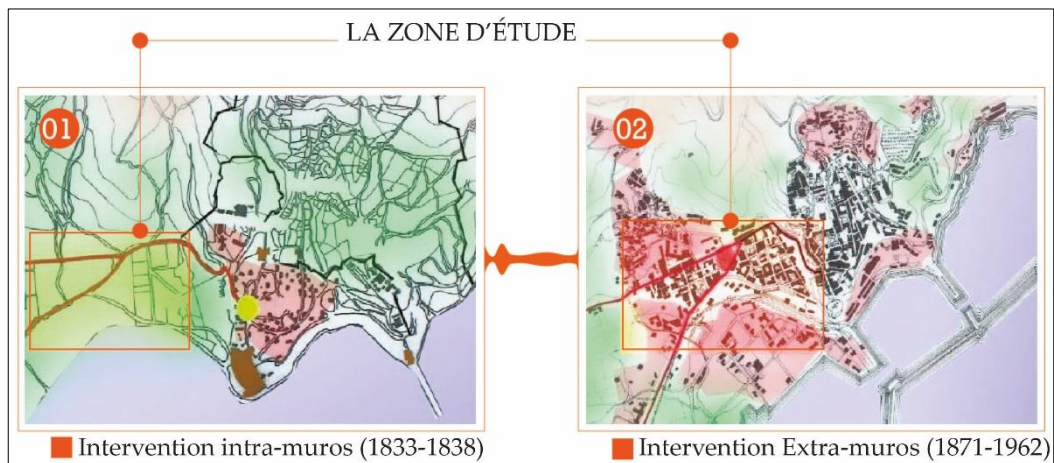 LA ZONE D'ÉTUDE
01
02
Intervention intra-muros (1833-1838)
Intervention Extra-muros (1871-1962)